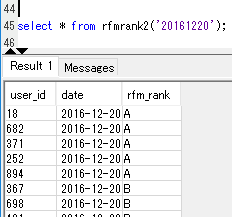 44
45 select * from rfmrank2('20161220');
46
Result 1 Messages
user_id date rfm_rank
18 2016-12-20 A
682 2016-12-20 A
371 2016-12-20 A
252 2016-12-20 A
894 2016-12-20 A
367 2016-12-20 B
698 2016-12-20 B